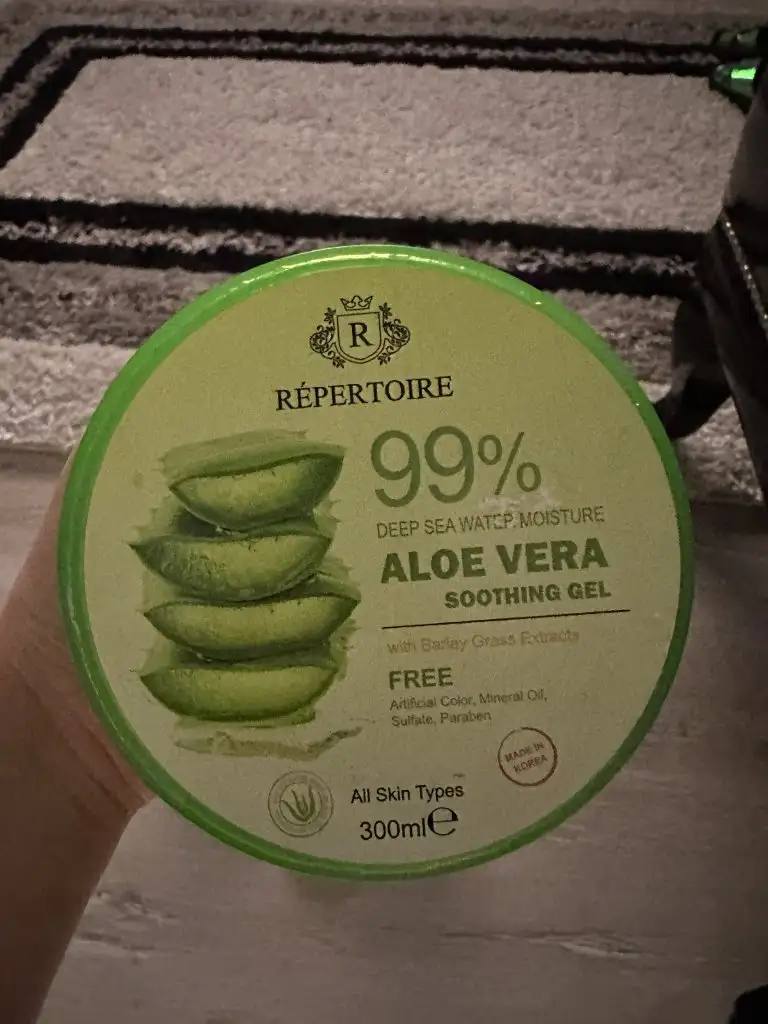 R
RÉPERTOIRE
99%
DEEP SEA WATER MOISTURE
ALOE VERA
SOOTHING GEL
with Barley Grass Extracts
FREE
Artificial Color, Mineral Oil,
Sulfate, Paraben
MADE IN
KOREA
All Skin Types
300ml℮